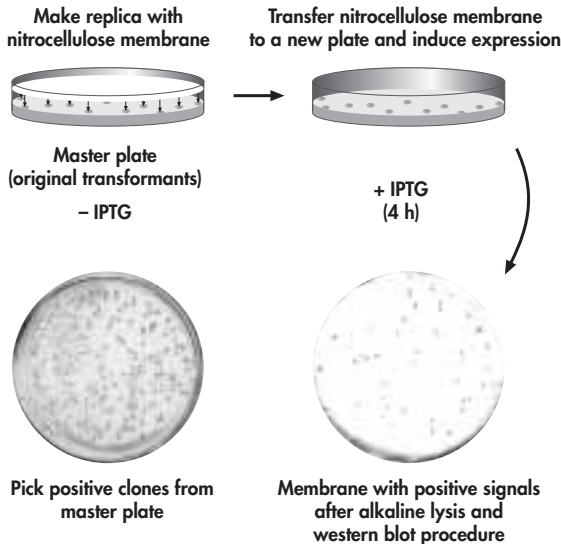 Make replica with
nitrocellulose membrane
Transfer nitrocellulose membrane
to a new plate and induce expression
Master plate
(original transformants)
– IPTG
+ IPTG
(4 h)
Pick positive clones from
master plate
Membrane with positive signals
after alkaline lysis and
western blot procedure